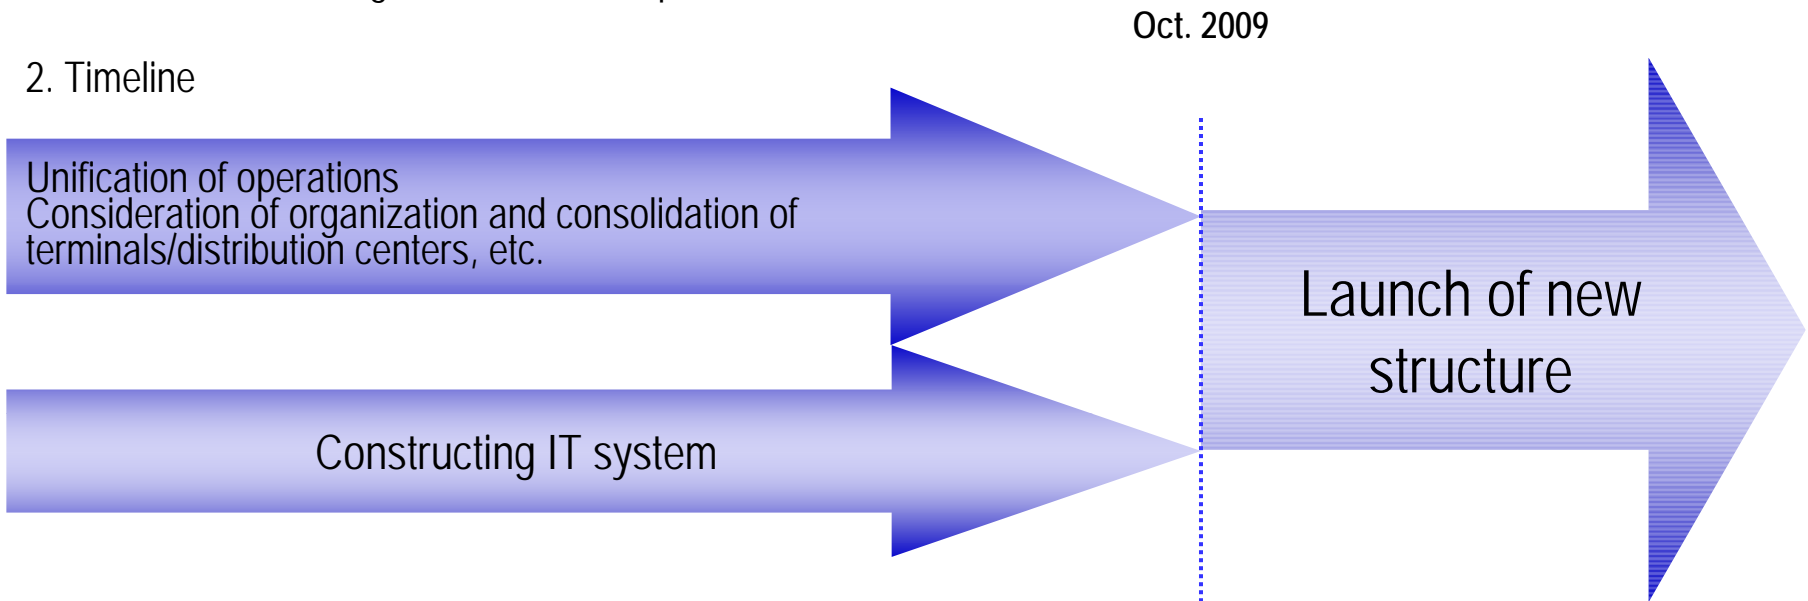 Oct. 2009
2. Timeline
Unification of operations
Consideration of organization and consolidation of
terminals/distribution centers, etc.
Launch of new
structure
Constructing IT system